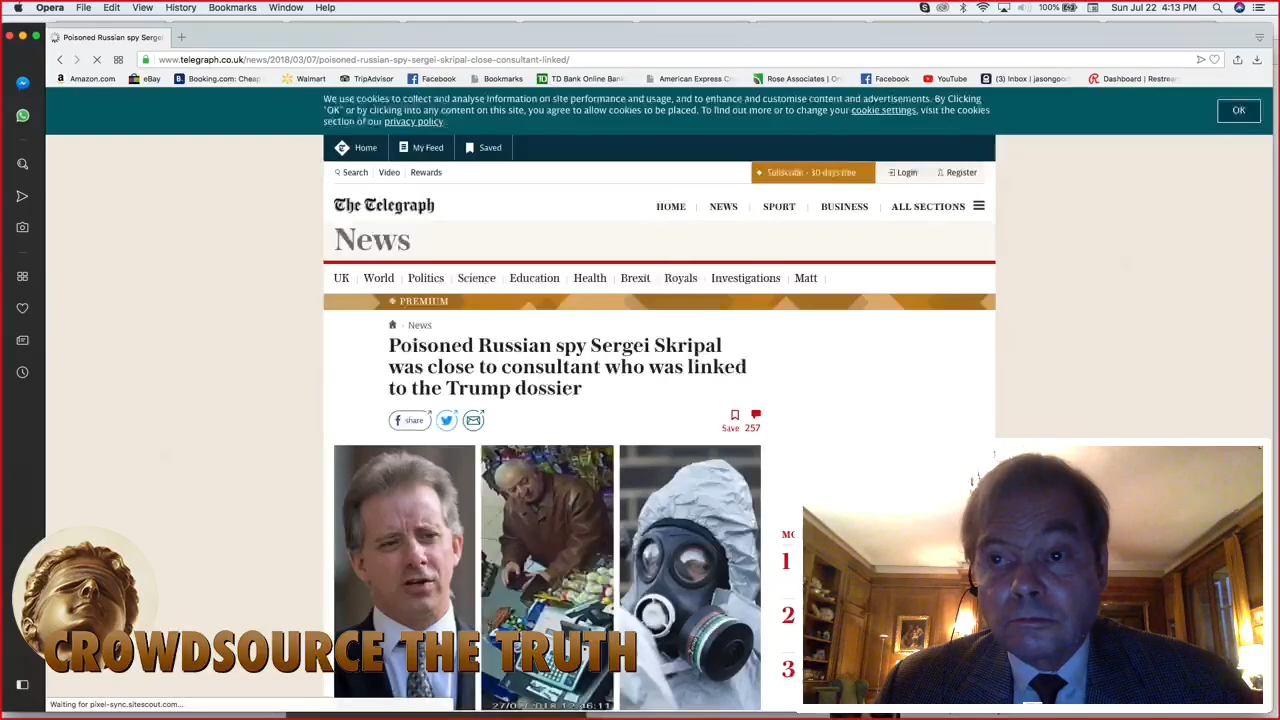 Opera File Edit View History Bookmarks Window Help 100% Sun Jul 22 4:13 PM
Poisoned Russian spy Serge
www.telegraph.co.uk/news/2018/03/07/poisoned-russian-spy-sergei-skripal-close-consultant-linked/
Amazon.com eBay Booking.com: Cheap Walmart TripAdvisor Facebook Bookmarks TD Bank Online Bank American Express C Rose Associates | On Facebook YouTube (3) Inbox | jasongoo Dashboard | Restrea
We use cookies to collect and analyse information on site performance and usage, and to enhance and customise content and advertisements. By Clicking
"OK" or by clicking into any content on this site, you agree to allow cookies to be placed. To find out more or to change your cookie settings, visit the cookies
section of our privacy policy.
OK
Home My Feed Saved
Search Video Rewards 30 days free Login Register
The Telegraph HOME NEWS SPORT BUSINESS ALL SECTIONS
News
UK World Politics Science Education Health Brexit Royals Investigations Matt
PREMIUM
News
Poisoned Russian spy Sergei Skripal
was close to consultant who was linked
to the Trump dossier
share
Save 257
MO
1
2
3
CROWDSOURCE THE TRUTH
Waiting for pixel-sync.sitescout.com...